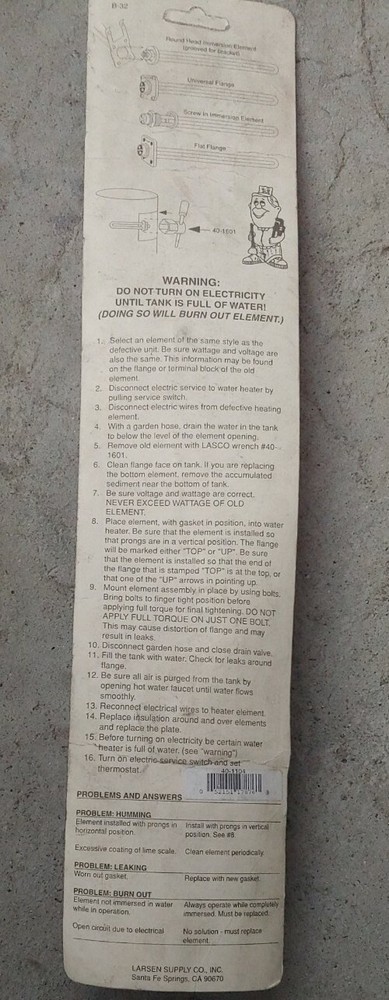 B-32
Round Head Immersion Element
(grooved for bracket)
Universal Flange
Screw In Immersion Element
Flat Flange
WARNING:
DO NOT TURN ON ELECTRICITY
UNTIL TANK IS FULL OF WATER!
(DOING SO WILL BURN OUT ELEMENT.)
1. Select an element of the same style as the
defective unit. Be sure wattage and voltage are
also the same. This information may be found
on the flange or terminal block of the old
element.
2. Disconnect electric service to water heater by
pulling service switch.
3. Disconnect electric wires from defective heating
element.
4. With a garden hose, drain the water in the tank
to below the level of the element opening.
5. Remove old element with LASCO wrench #40-
1601.
6. Clean flange face on tank. If you are replacing
the bottom element, remove the accumulated
sediment near the bottom of tank.
7. Be sure voltage and wattage are correct.
NEVER EXCEED WATTAGE OF OLD
ELEMENT.
8. Place element, with gasket in position, into water
heater. Be sure that the element is installed so
that prongs are in a vertical position. The flange
will be marked either "TOP" or "UP". Be sure
that the element is installed so that the end of
the flange that is stamped "TOP" is at the top, or
that one of the "UP" arrows in pointing up.
9. Mount element assembly in place by using bolts.
Bring bolts to finger tight position before
applying full torque for final tightening. DO NOT
APPLY FULL TORQUE ON JUST ONE BOLT.
This may cause distortion of flange and may
result in leaks.
10. Disconnect garden hose and close drain valve.
11. Fill the tank with water. Check for leaks around
flange.
12. Be sure all air is purged from the tank by
opening hot water faucet until water flows
smoothly.
13. Reconnect electrical wires to heater element.
14. Replace insulation around and over elements
and replace the plate.
15. Before turning on electricity be certain water
heater is full of water. (see "warning")
16. Turn on electric service switch and set
thermostat.
PROBLEMS AND ANSWERS
PROBLEM: HUMMING
Element installed with prongs in horizontal position.
Install with prongs in vertical position. See #8
Excessive coating of lime scale.
Clean element periodically.
PROBLEM: LEAKING
Worn out gasket.
Replace with new gasket.
PROBLEM: BURN OUT
Element not immersed in water while in operation.
Always operate while completely immersed. Must be replaced.
Open circuit due to electrical
No solution - must replace element.
LARSEN SUPPLY CO., INC.
Santa Fe Springs, CA 90670